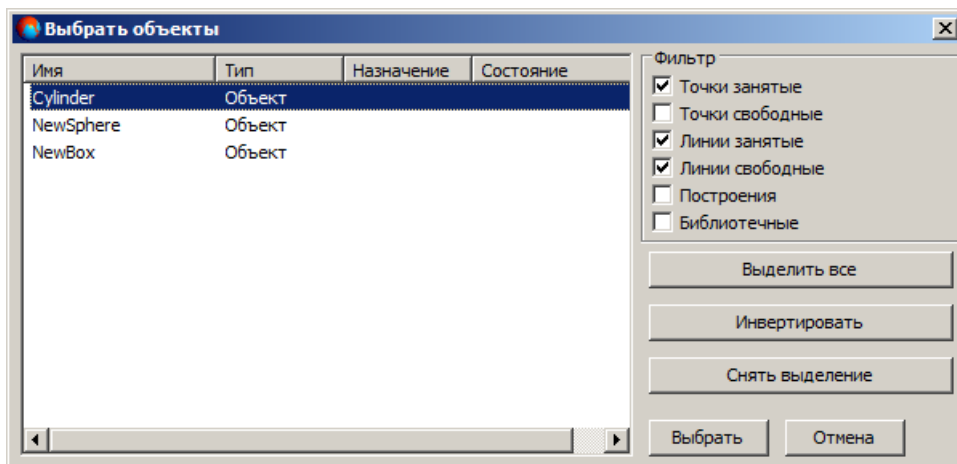 Выбрать объекты
Имя Тип Назначение Состояние
Cylinder Объект
NewSphere Объект
NewBox Объект
Фильтр
Точки занятые
Точки свободные
Линии занятые
Линии свободные
Построения
Библиотечные
Выделить все
Инвертировать
Снять выделение
Выбрать Отмена